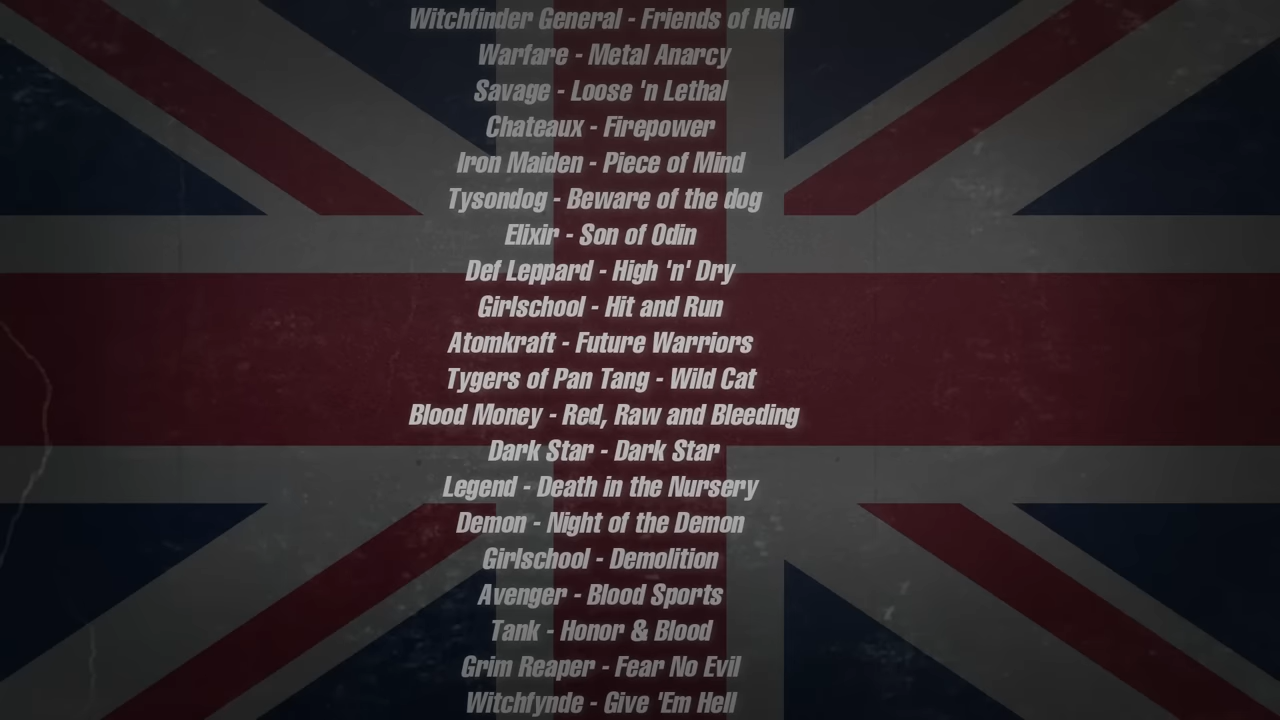 Witchfinder General - Friends of Hell
Warfare - Metal Anarcy
Savage - Loose 'n Lethal
Chateaux - Firepower
Iron Maiden - Piece of Mind
Tysondog - Beware of the dog
Elixir - Son of Odin
Def Leppard - High 'n' Dry
Girlschool - Hit and Run
Atomkraft - Future Warriors
Tygers of Pan Tang - Wild Cat
Blood Money - Red, Raw and Bleeding
Dark Star - Dark Star
Legend - Death in the Nursery
Demon - Night of the Demon
Girlschool - Demolition
Avenger - Blood Sports
Tank - Honor & Blood
Grim Reaper - Fear No Evil
Witchfynde - Give 'Em Hell